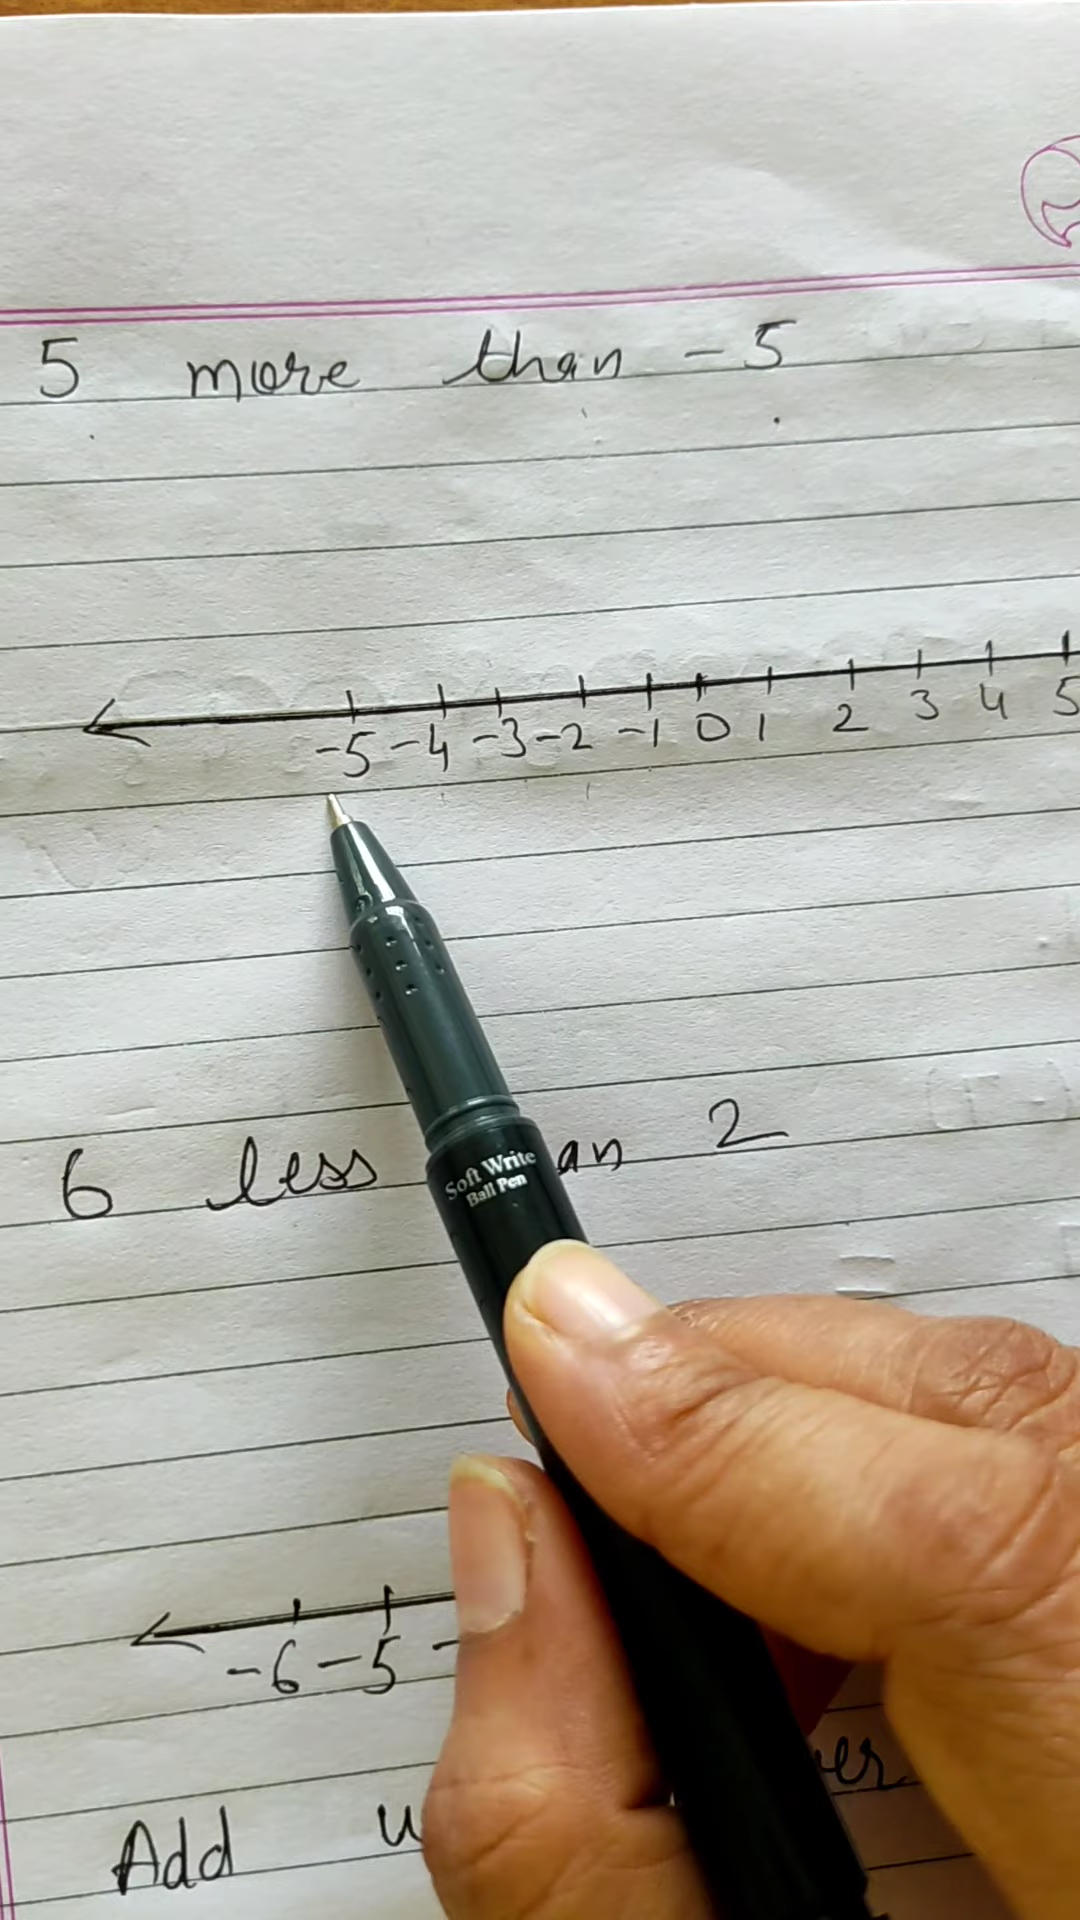 5 more than -5
-5 -4 -3 -2 -1 0 1 2 3 4 5
6 less an 2
Soft Write
Ball Pen
-6 -5 -
Add